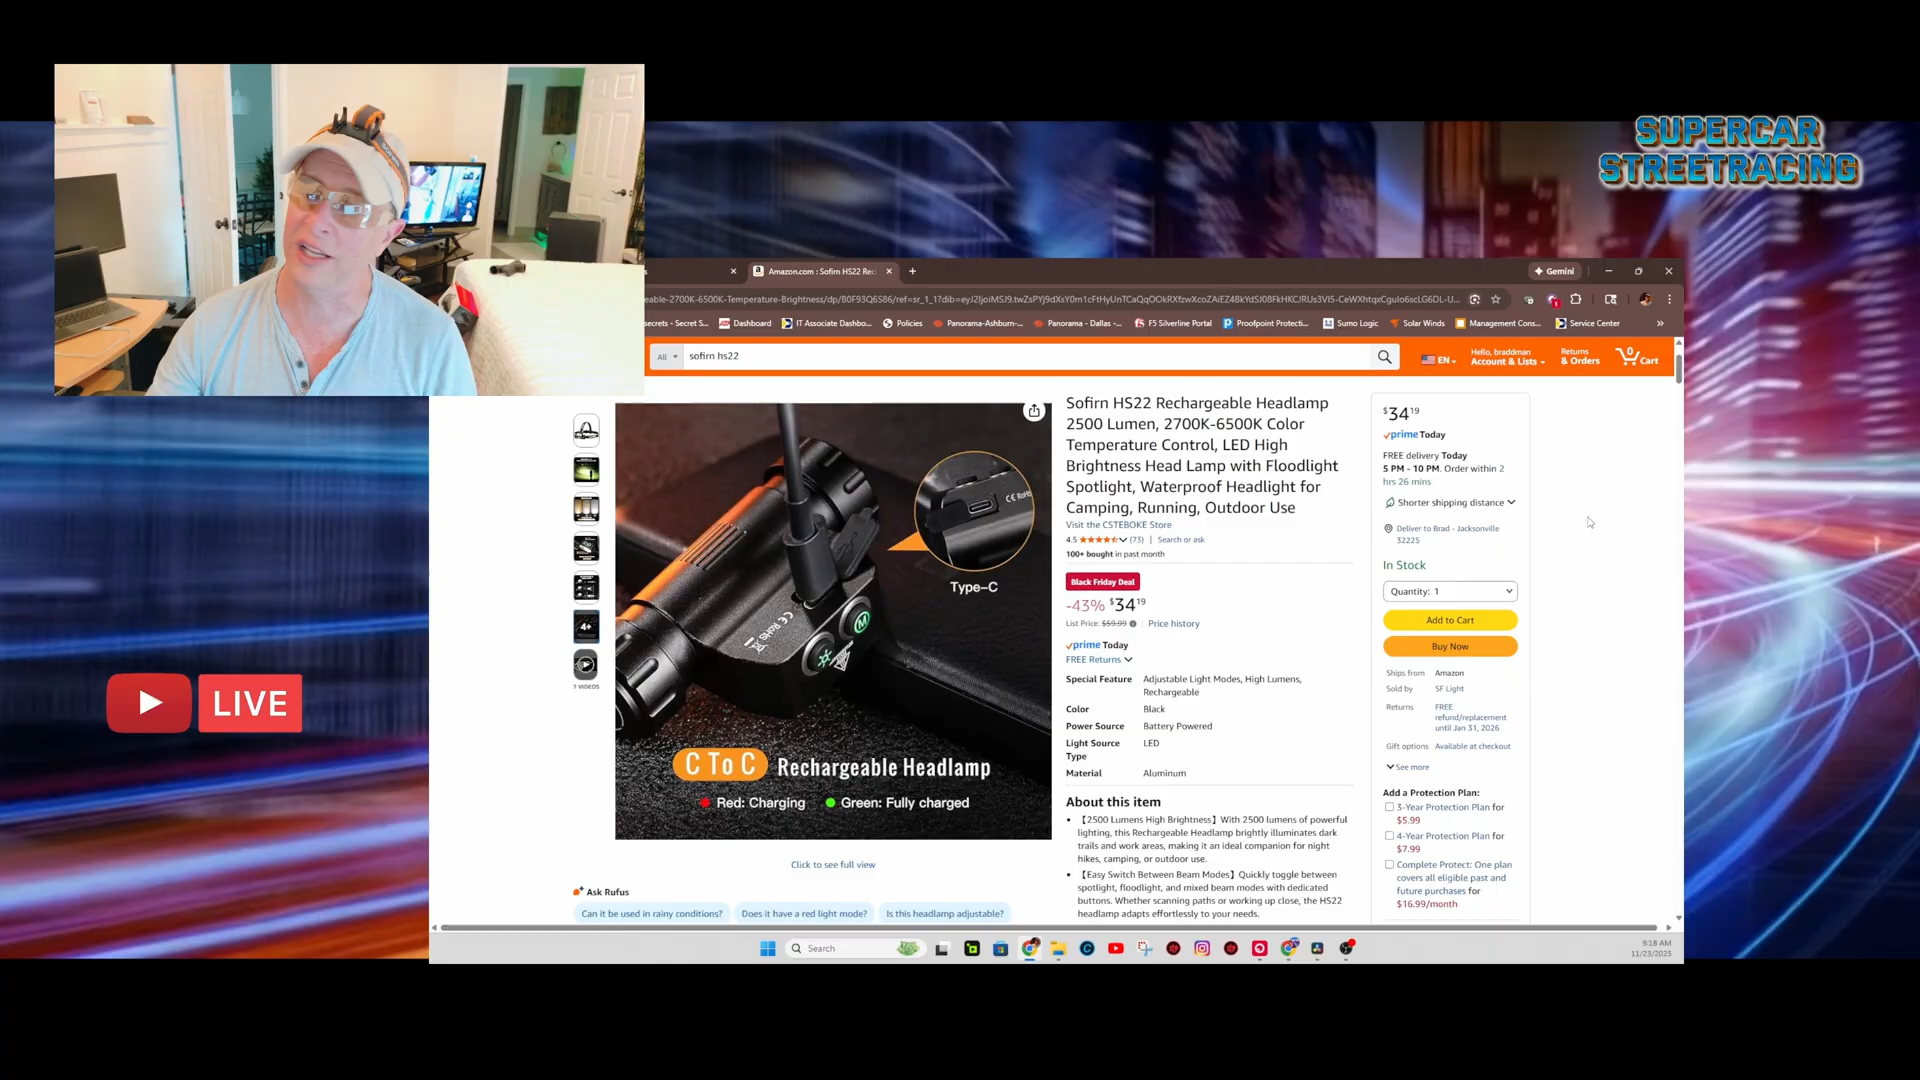 SUPERCAR
STREETRACING
Amazon.com : Sofirn HS22 Rec
Gemini
eable-2700K-6500K-Temperature-Brightness/dp/B0F93Q6S86/ref=sr_1_1?dib=
secrets - Secret S...
Dashboard
IT Associate Dashbo...
Policies
Panorama-Ashburn-...
Panorama - Dallas -...
F5 Silverline Portal
Proofpoint Protecti...
Sumo Logic
Solar Winds
Management Cons...
Service Center
All
sofirn hs22
EN
Hello, braddman
Account & Lists
Returns
& Orders
0
Cart
Type-C
CE RoHS
M
C To C Rechargeable Headlamp
Red: Charging Green: Fully charged
4+
7 VIDEOS
Click to see full view
Ask Rufus
Can it be used in rainy conditions?
Does it have a red light mode?
Is this headlamp adjustable?
Sofirn HS22 Rechargeable Headlamp
2500 Lumen, 2700K-6500K Color
Temperature Control, LED High
Brightness Head Lamp with Floodlight
Spotlight, Waterproof Headlight for
Camping, Running, Outdoor Use
Visit the CSTEBOKE Store
4.5 (73) | Search or ask
100+ bought in past month
Black Friday Deal
-43% $34 19
List Price: $59.99 Price history
prime Today
FREE Returns
Special Feature Adjustable Light Modes, High Lumens,
Rechargeable
Color Black
Power Source Battery Powered
Light Source LED
Type
Material Aluminum
About this item
【2500 Lumens High Brightness】With 2500 lumens of powerful
lighting, this Rechargeable Headlamp brightly illuminates dark
trails and work areas, making it an ideal companion for night
hikes, camping, or outdoor use.
【Easy Switch Between Beam Modes】Quickly toggle between
spotlight, floodlight, and mixed beam modes with dedicated
buttons. Whether scanning paths or working up close, the HS22
headlamp adapts effortlessly to your needs.
$34 19
prime Today
FREE delivery Today
5 PM - 10 PM. Order within 2
hrs 26 mins
Shorter shipping distance
Deliver to Brad - Jacksonville
32225
In Stock
Quantity: 1
Add to Cart
Buy Now
Ships from Amazon
Sold by SF Light
Returns FREE
refund/replacement
until Jan 31, 2026
Gift options Available at checkout
See more
Add a Protection Plan:
3-Year Protection Plan for
$5.99
4-Year Protection Plan for
$7.99
Complete Protect: One plan
covers all eligible past and
future purchases for
$16.99/month
LIVE
Search
9:18 AM
11/23/2025